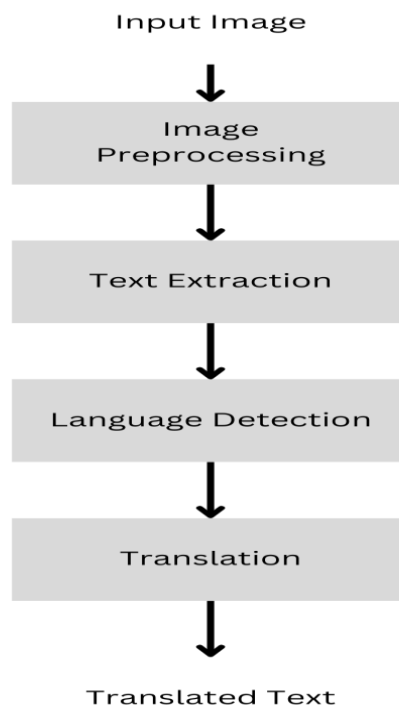 Input Image
Image
Preprocessing
Text Extraction
Language Detection
Translation
Translated Text